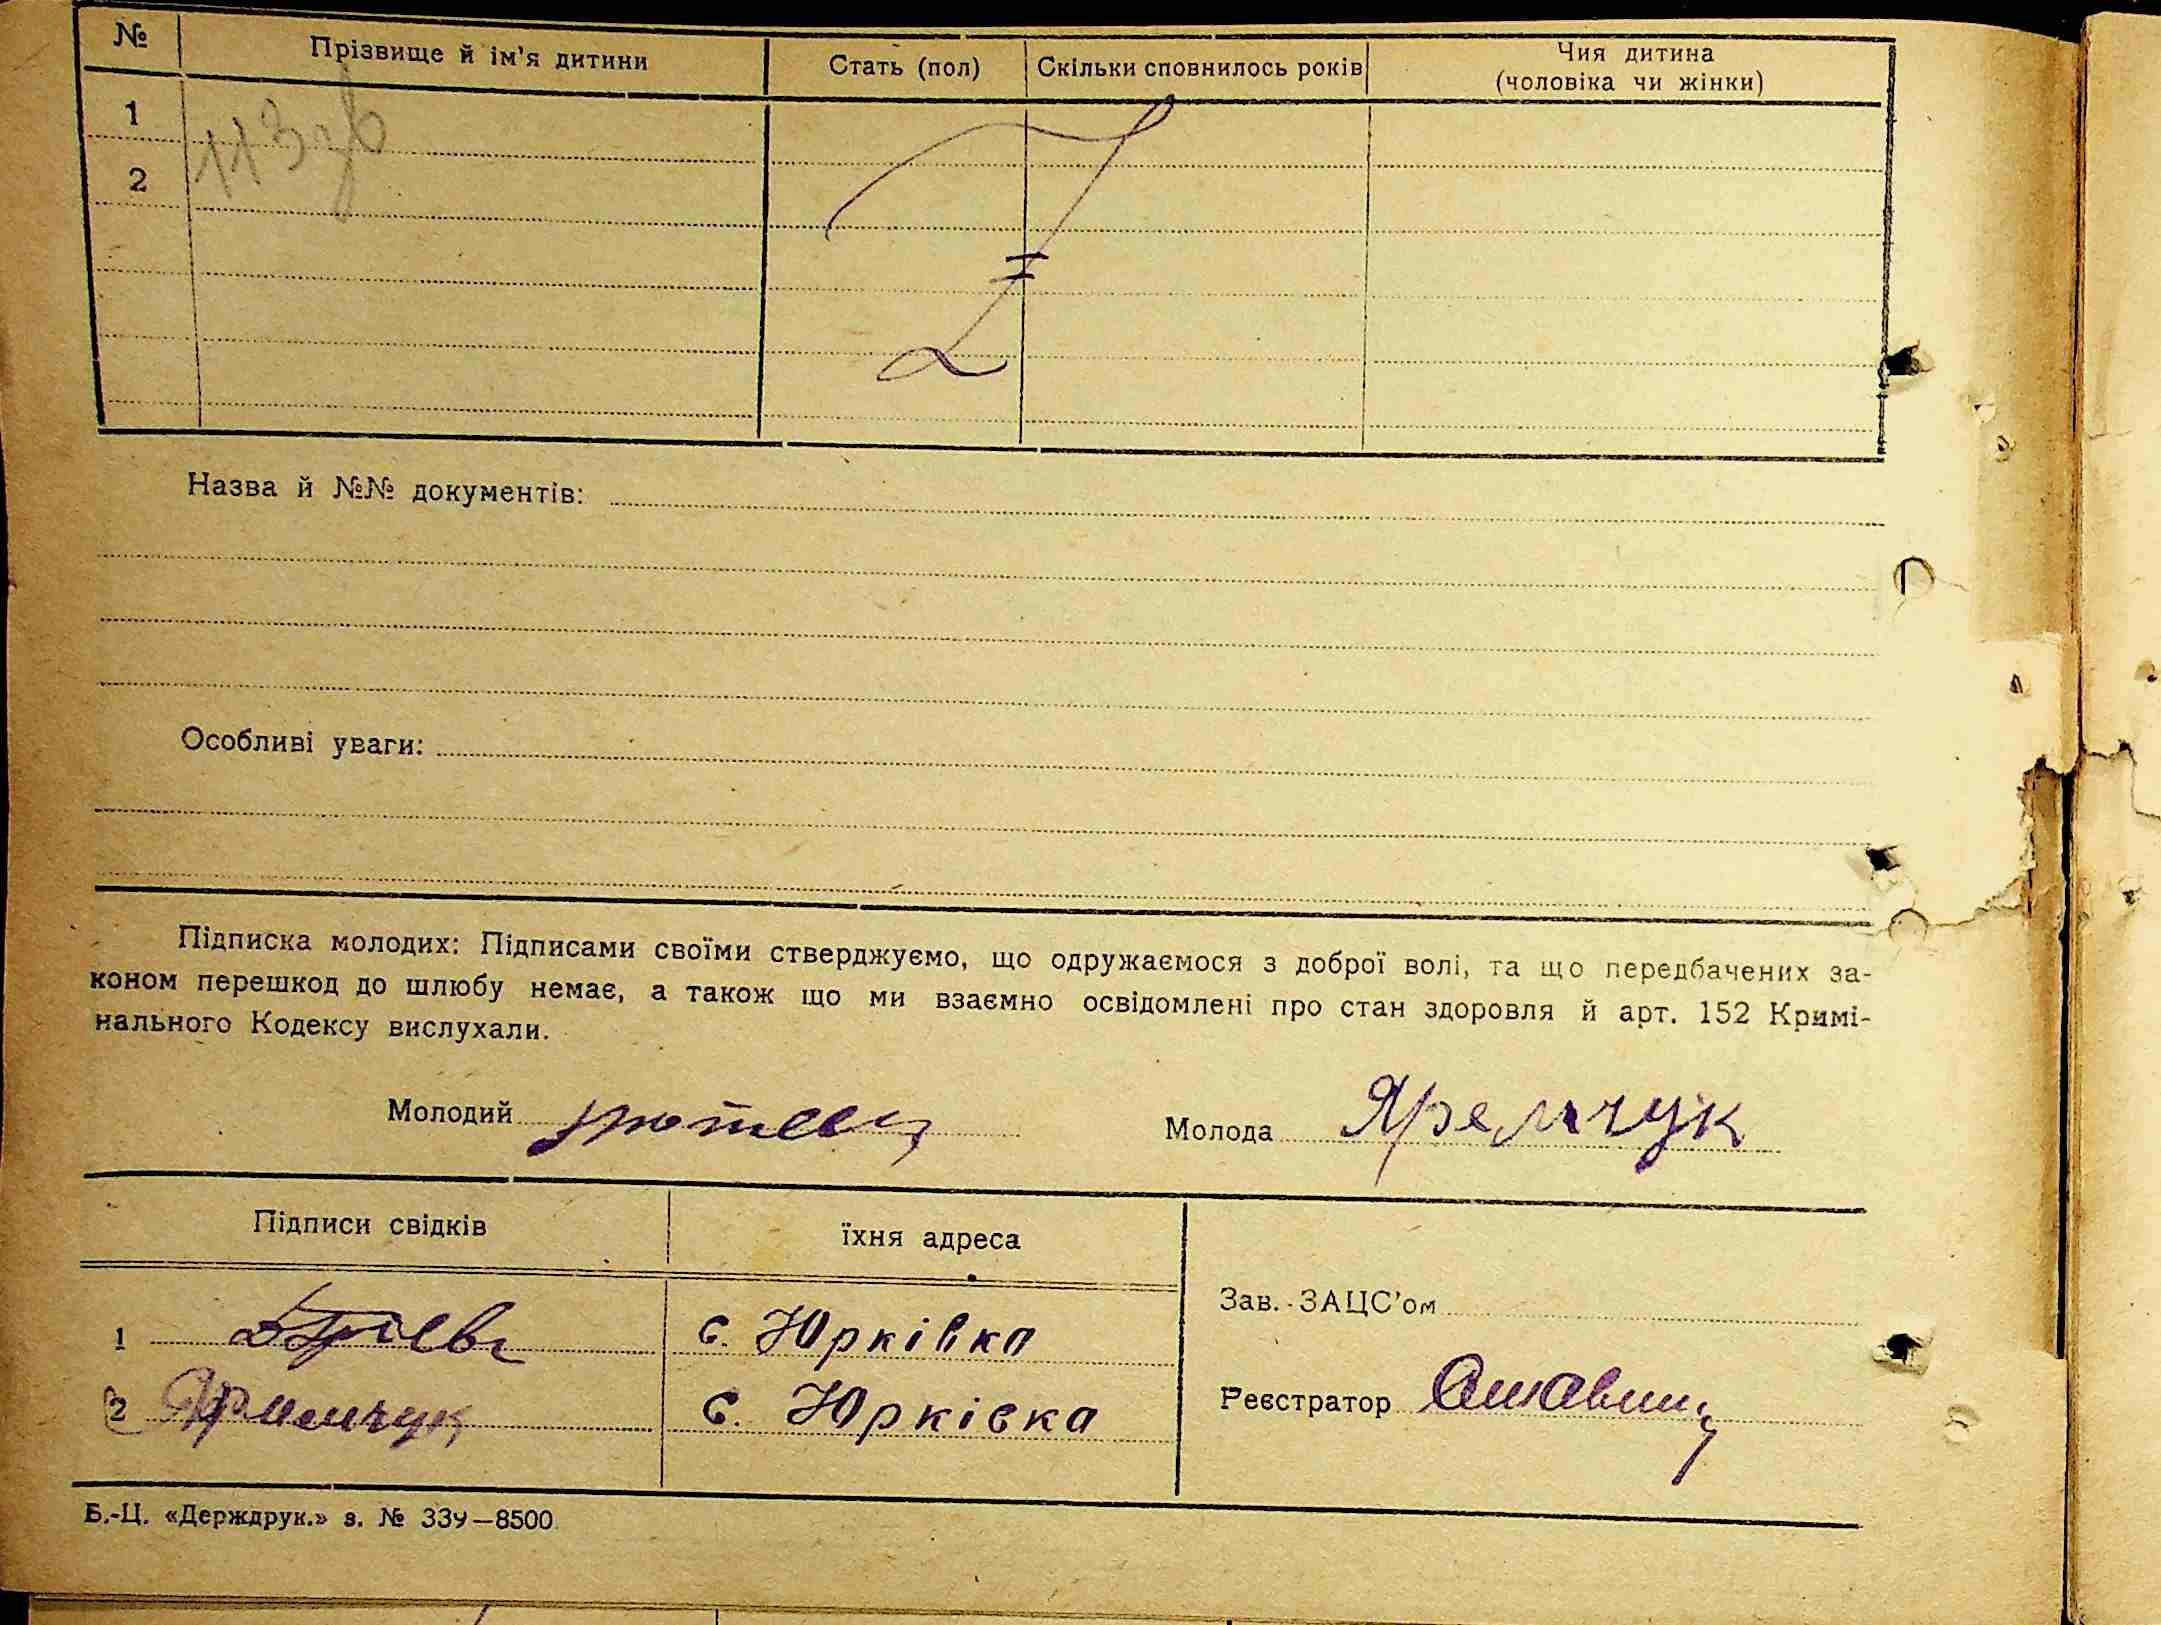 № Прізвище й ім'я дитини Стать (пол) Скільки сповнилось років Чия дитина
(чоловіка чи жінки)
1
2
113зв
Назва й №№ документів:
Особливі уваги:
Підписка молодих: Підписами своїми стверджуємо, що одружаємося з доброї волі, та що передбачених за-
коном перешкод до шлюбу немає, а також що ми взаємно освідомлені про стан здоровля й арт. 152 Кримі-
нального Кодексу вислухали.
Молодий Молода Яремчук
Підписи свідків їхня адреса
Зав. ЗАЦС'ом
1 с. Юрківка
Реєстратор
2 с. Юрківка
Б.-Ц. «Держдрук.» з. № 33у—8500